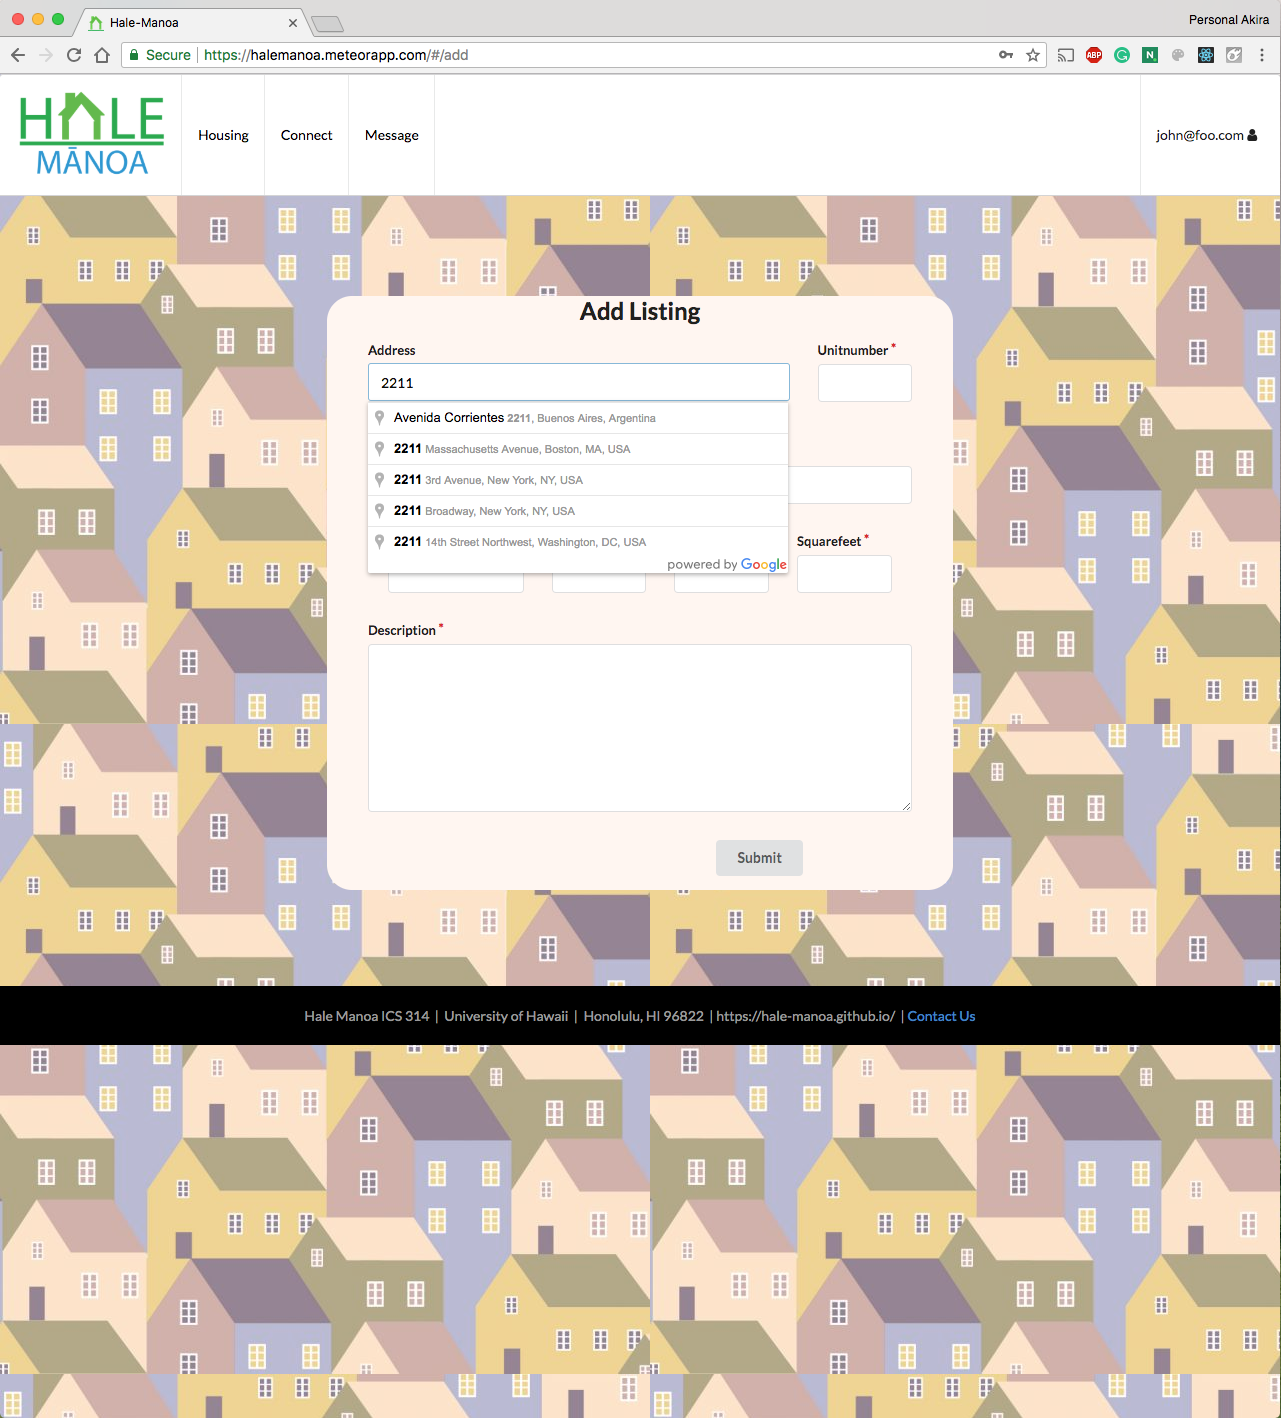 Hale-Manoa
Personal Akira
Secure https://halemanoa.meteorapp.com/#/add
ABP
N
HALE
MĀNOA
Housing
Connect
Message
john@foo.com
Add Listing
Address
Unitnumber *
2211
Avenida Corrientes 2211, Buenos Aires, Argentina
2211 Massachusetts Avenue, Boston, MA, USA
2211 3rd Avenue, New York, NY, USA
2211 Broadway, New York, NY, USA
2211 14th Street Northwest, Washington, DC, USA
powered by Google
Squarefeet *
Description *
Submit
Hale Manoa ICS 314 | University of Hawaii | Honolulu, HI 96822 | https://hale-manoa.github.io/ | Contact Us